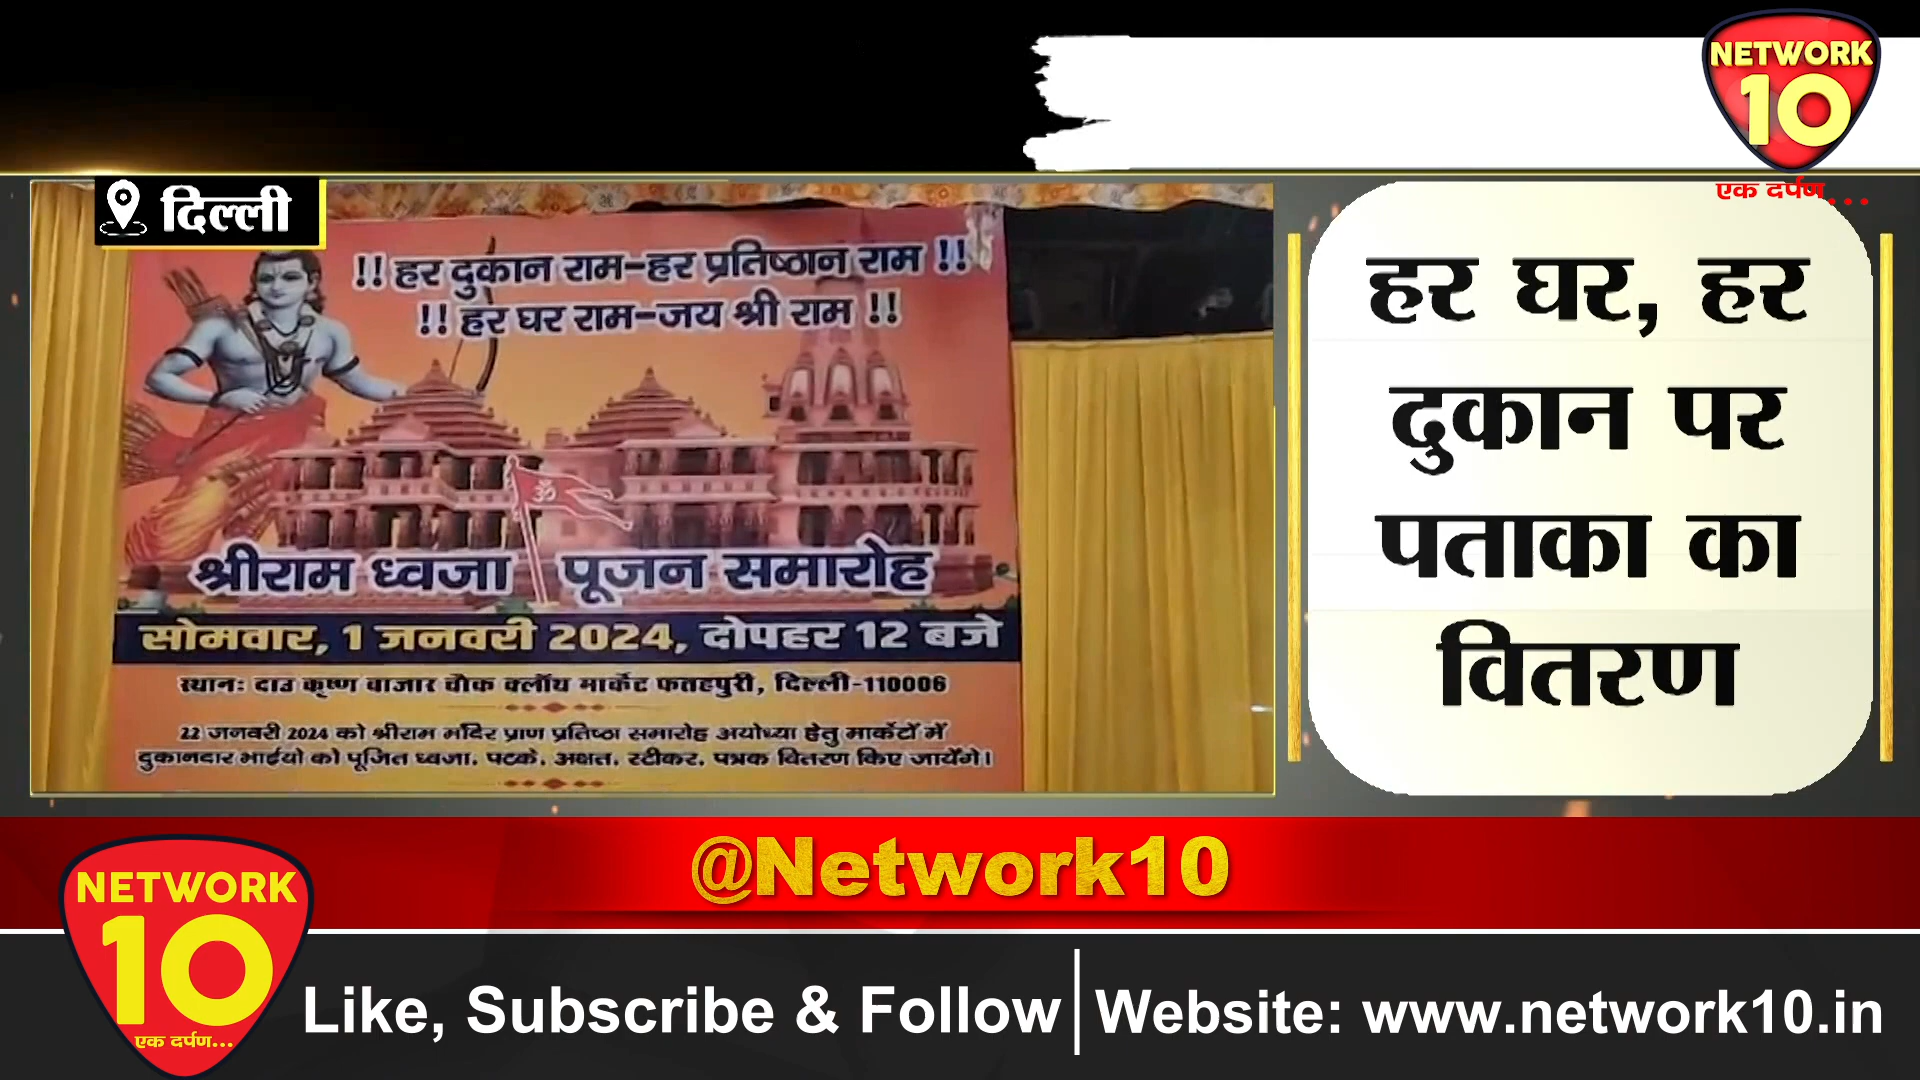 NETWORK
10
एक दर्पण...
दिल्ली
!! हर दुकान राम-हर प्रतिष्ठान राम !!
!! हर घर राम-जय श्री राम !!
ॐ
श्रीराम ध्वजा पूजन समारोह
सोमवार, 1 जनवरी 2024, दोपहर 12 बजे
स्थान: दाउ कृष्ण बाजार चौक क्लॉथ मार्केट फतहपुरी, दिल्ली-110006
22 जनवरी 2024 को श्रीराम मंदिर प्राण प्रतिष्ठा समारोह अयोध्या हेतु मार्केटों में
दुकानदार भाईयो को पूजित ध्वजा, पटके, अक्षत, स्टीकर, पत्रक वितरण किए जायेंगे।
हर घर, हर
दुकान पर
पताका का
वितरण
@Network10
NETWORK
10
एक दर्पण...
Like, Subscribe & Follow
Website: www.network10.in